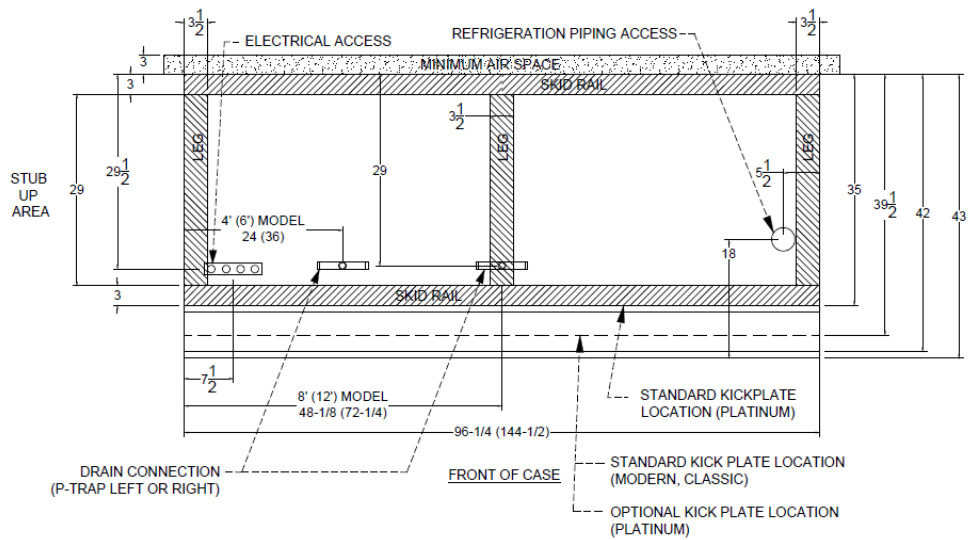 3 1/2
3 1/2
ELECTRICAL ACCESS
REFRIGERATION PIPING ACCESS
3
MINIMUM AIR SPACE
3
SKID RAIL
LEG
3 1/2
LEG
LEG
5 1/2
STUB
UP
AREA
29
29 1/2
29
35
39 1/2
42
43
4' (6') MODEL
24 (36)
18
3
SKID RAIL
7 1/2
8' (12') MODEL
48-1/8 (72-1/4)
STANDARD KICKPLATE
LOCATION (PLATINUM)
96-1/4 (144-1/2)
DRAIN CONNECTION
(P-TRAP LEFT OR RIGHT)
FRONT OF CASE
STANDARD KICK PLATE LOCATION
(MODERN, CLASSIC)
OPTIONAL KICK PLATE LOCATION
(PLATINUM)